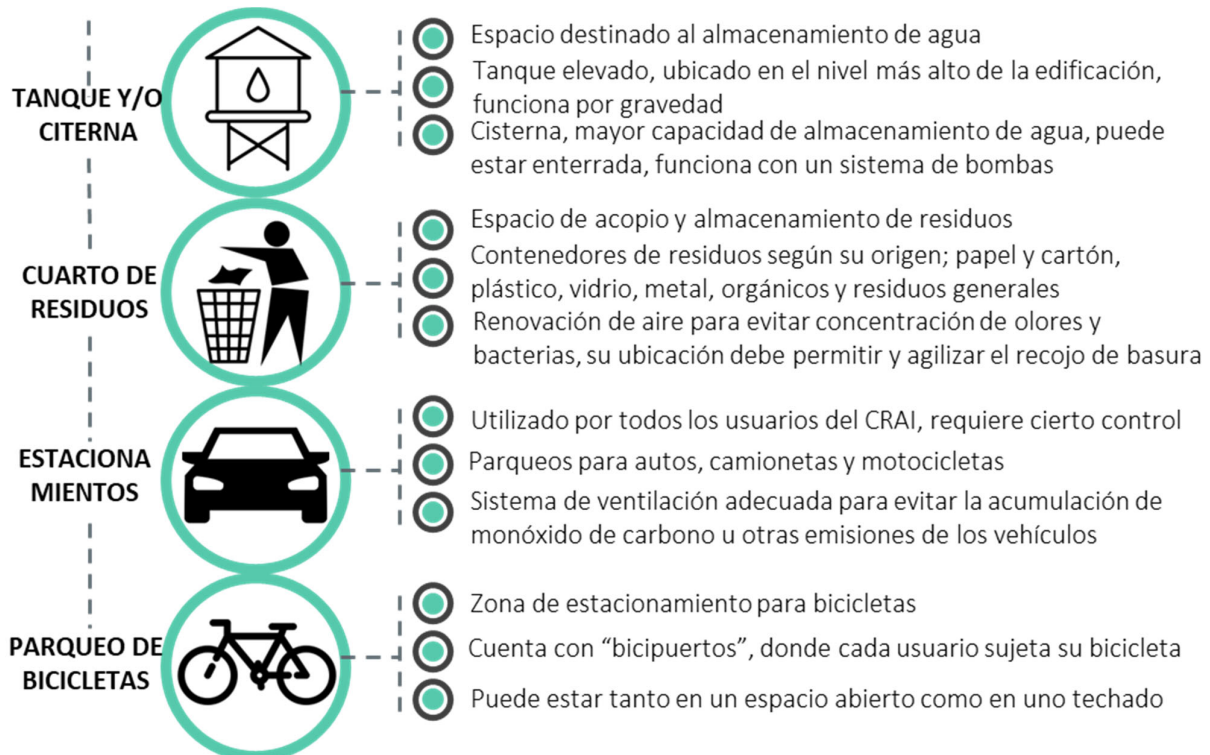 TANQUE Y/O
CITERNA
Espacio destinado al almacenamiento de agua
Tanque elevado, ubicado en el nivel más alto de la edificación,
funciona por gravedad
Cisterna, mayor capacidad de almacenamiento de agua, puede
estar enterrada, funciona con un sistema de bombas
CUARTO DE
RESIDUOS
Espacio de acopio y almacenamiento de residuos
Contenedores de residuos según su origen; papel y cartón,
plástico, vidrio, metal, orgánicos y residuos generales
Renovación de aire para evitar concentración de olores y
bacterias, su ubicación debe permitir y agilizar el recojo de basura
ESTACIONA
MIENTOS
Utilizado por todos los usuarios del CRAI, requiere cierto control
Parqueos para autos, camionetas y motocicletas
Sistema de ventilación adecuada para evitar la acumulación de
monóxido de carbono u otras emisiones de los vehículos
PARQUEO DE
BICICLETAS
Zona de estacionamiento para bicicletas
Cuenta con “bicipuertos”, donde cada usuario sujeta su bicicleta
Puede estar tanto en un espacio abierto como en uno techado